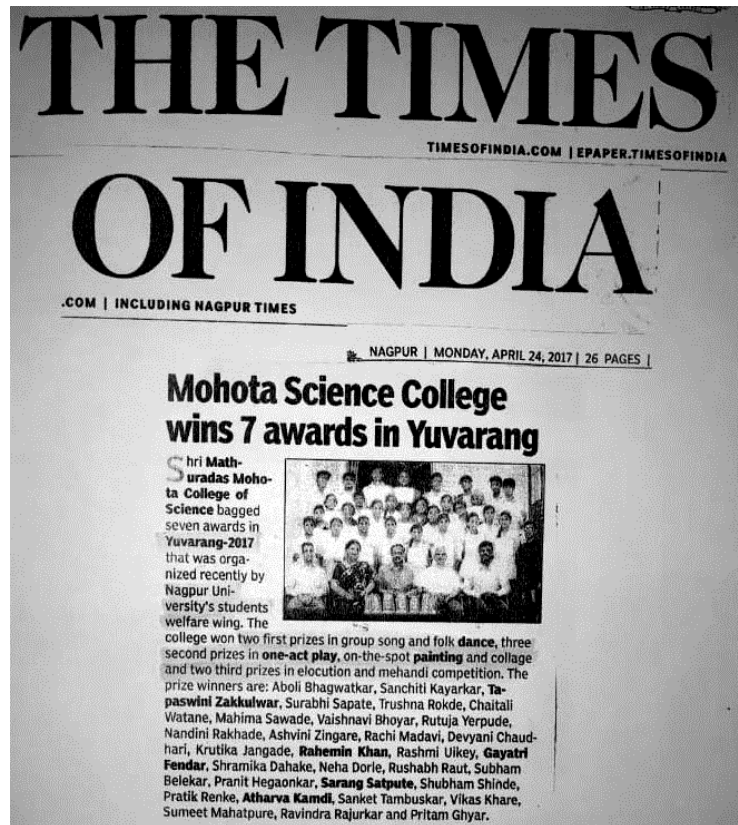 THE TIMES
TIMESOFINDIA.COM | EPAPER.TIMESOFINDIA
OF INDIA
.COM | INCLUDING NAGPUR TIMES
NAGPUR | MONDAY, APRIL 24, 2017 | 26 PAGES |
Mohota Science College
wins 7 awards in Yuvarang
Shri Math-
uradas Moho-
ta College of
Science bagged
seven awards in
Yuvarang-2017
that was orga-
nized recently by
Nagpur Uni-
versity's students
welfare wing. The
college won two first prizes in group song and folk dance, three
second prizes in one-act play, on-the-spot painting and collage
and two third prizes in elocution and mehandi competition. The
prize winners are: Aboli Bhagwatkar, Sanchiti Kayarkar, Ta-
paswini Zakkulwar, Surabhi Sapate, Trushna Rokde, Chaitali
Watane, Mahima Sawade, Vaishnavi Bhoyar, Rutuja Yerpude,
Nandini Rakhade, Ashvini Zingare, Rachi Madavi, Devyani Chaud-
hari, Krutika Jangade, Rahemin Khan, Rashmi Uikey, Gayatri
Fendar, Shramika Dahake, Neha Dorle, Rushabh Raut, Subham
Belekar, Pranit Hegaonkar, Sarang Satpute, Shubham Shinde,
Pratik Renke, Atharva Kamdi, Sanket Tambuskar, Vikas Khare,
Sumeet Mahatpure, Ravindra Rajurkar and Pritam Ghyar.